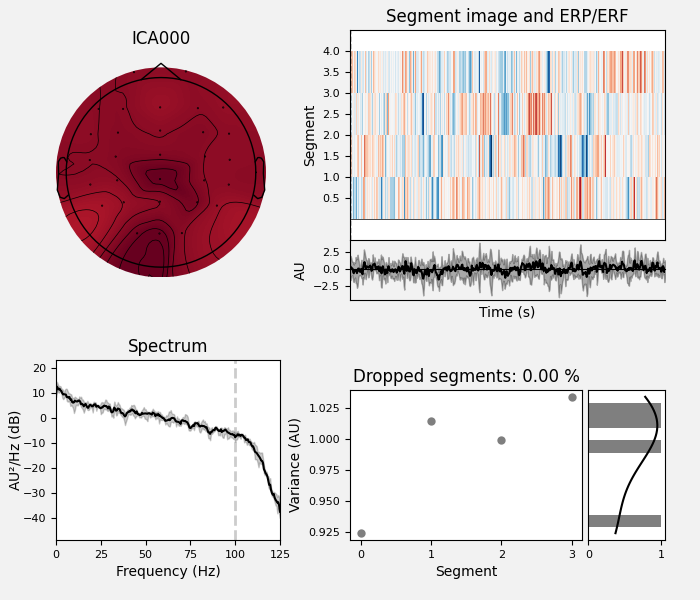 ICA000
Segment image and ERP/ERF
Segment
4.0
3.5
3.0
2.5
2.0
1.5
1.0
0.5
AU
2.5
0.0
−2.5
Time (s)
Spectrum
AU²/Hz (dB)
20
10
0
−10
−20
−30
−40
0 25 50 75 100 125
Frequency (Hz)
Dropped segments: 0.00 %
Variance (AU)
1.025
1.000
0.975
0.950
0.925
0 1 2 3
Segment
0 1